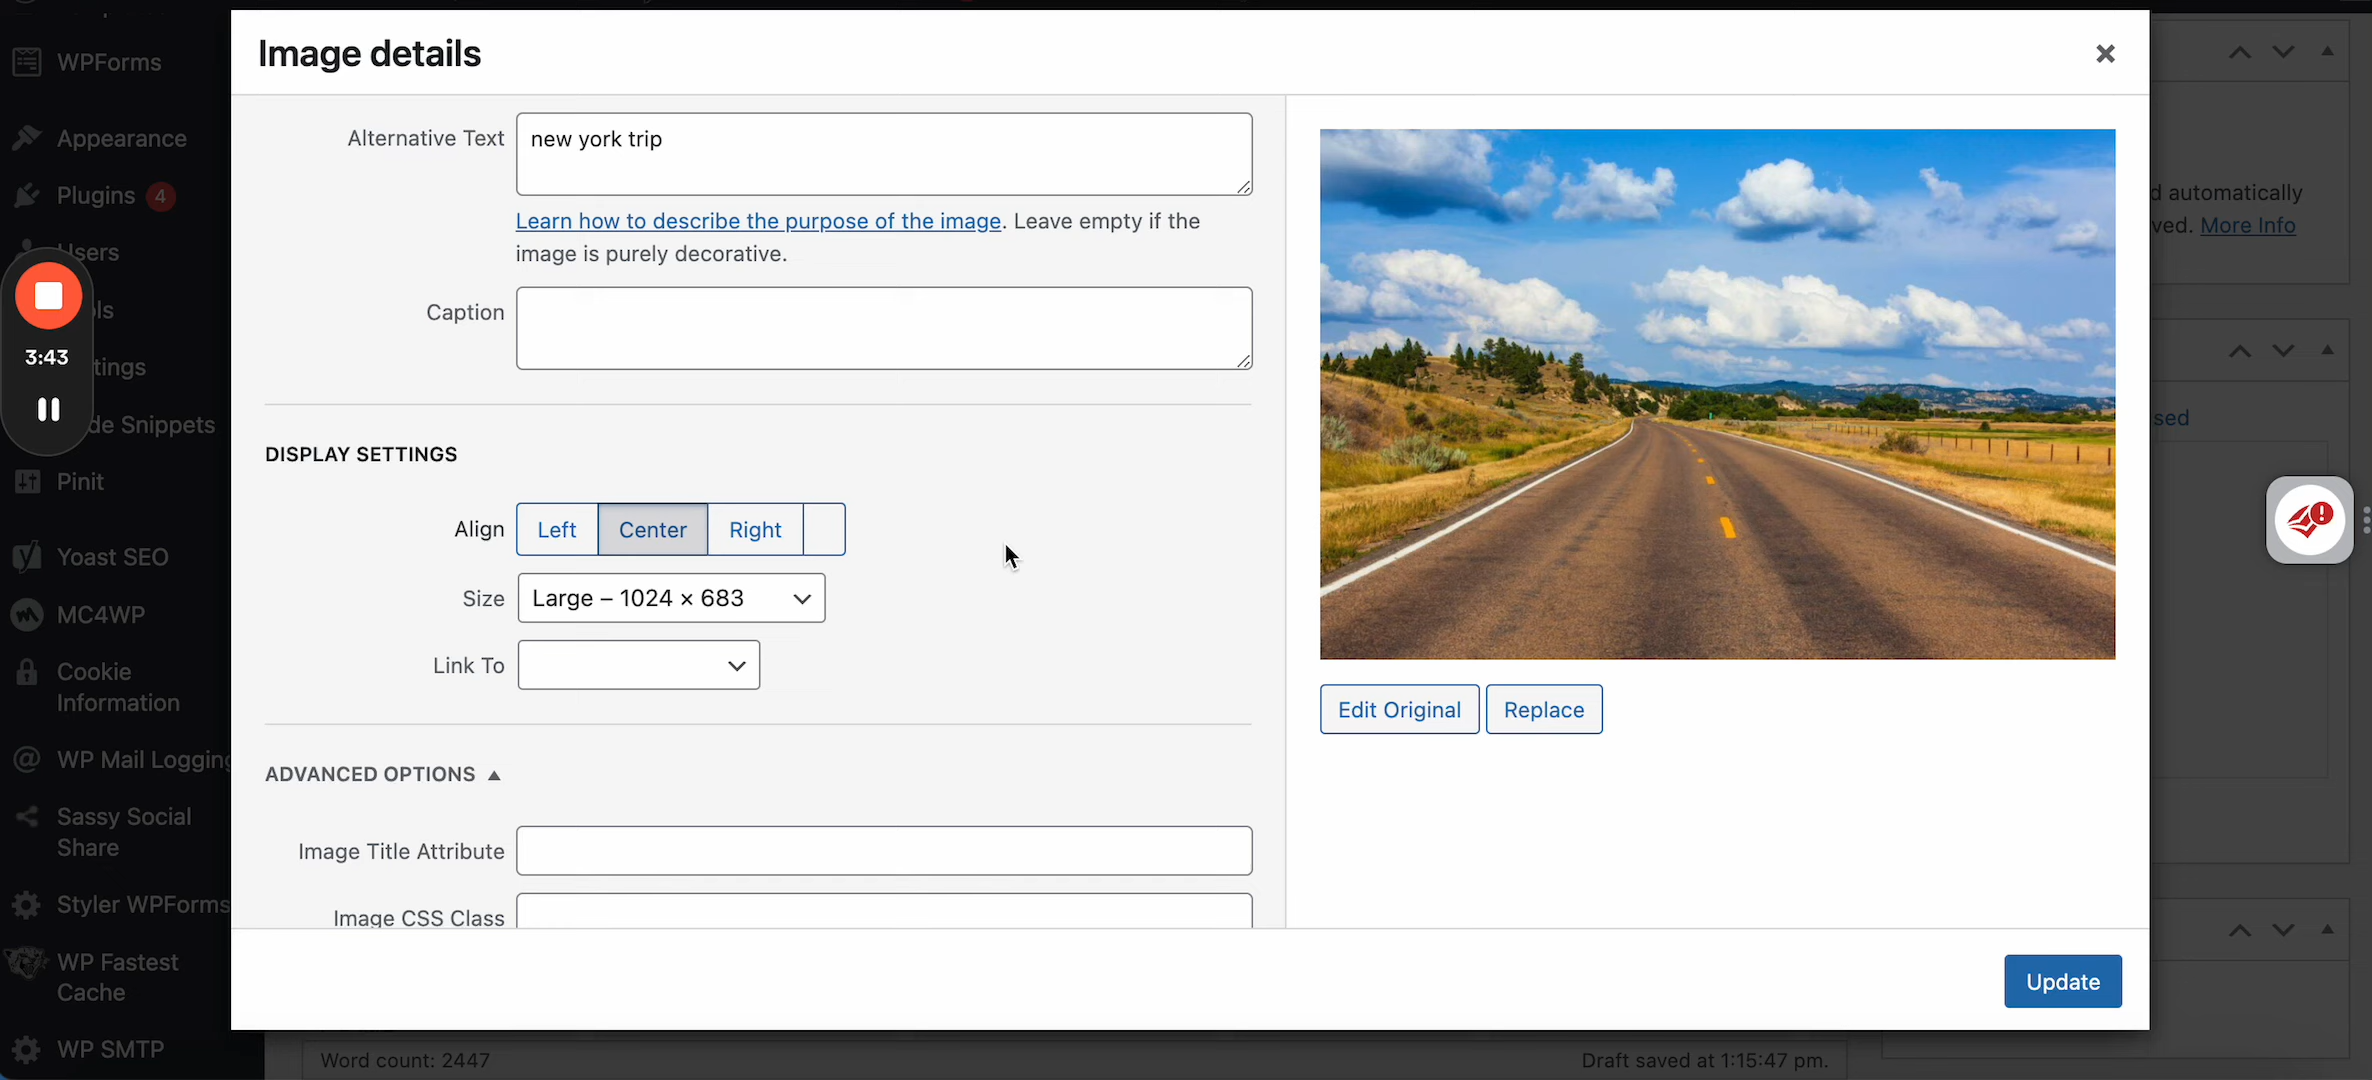 WPForms
Appearance
Plugins 4
Users
ols
3:43
tings
de Snippets
Pinit
Yoast SEO
MC4WP
Cookie
Information
WP Mail Logging
Sassy Social
Share
Styler WPForms
WP Fastest
Cache
WP SMTP
Image details
Alternative Text
new york trip
Learn how to describe the purpose of the image. Leave empty if the
image is purely decorative.
Caption
DISPLAY SETTINGS
Align Left Center Right
Size Large – 1024 × 683
Link To
ADVANCED OPTIONS
Image Title Attribute
Image CSS Class
Edit Original Replace
Update
d automatically
ved. More Info
sed
Word count: 2447
Draft saved at 1:15:47 pm.